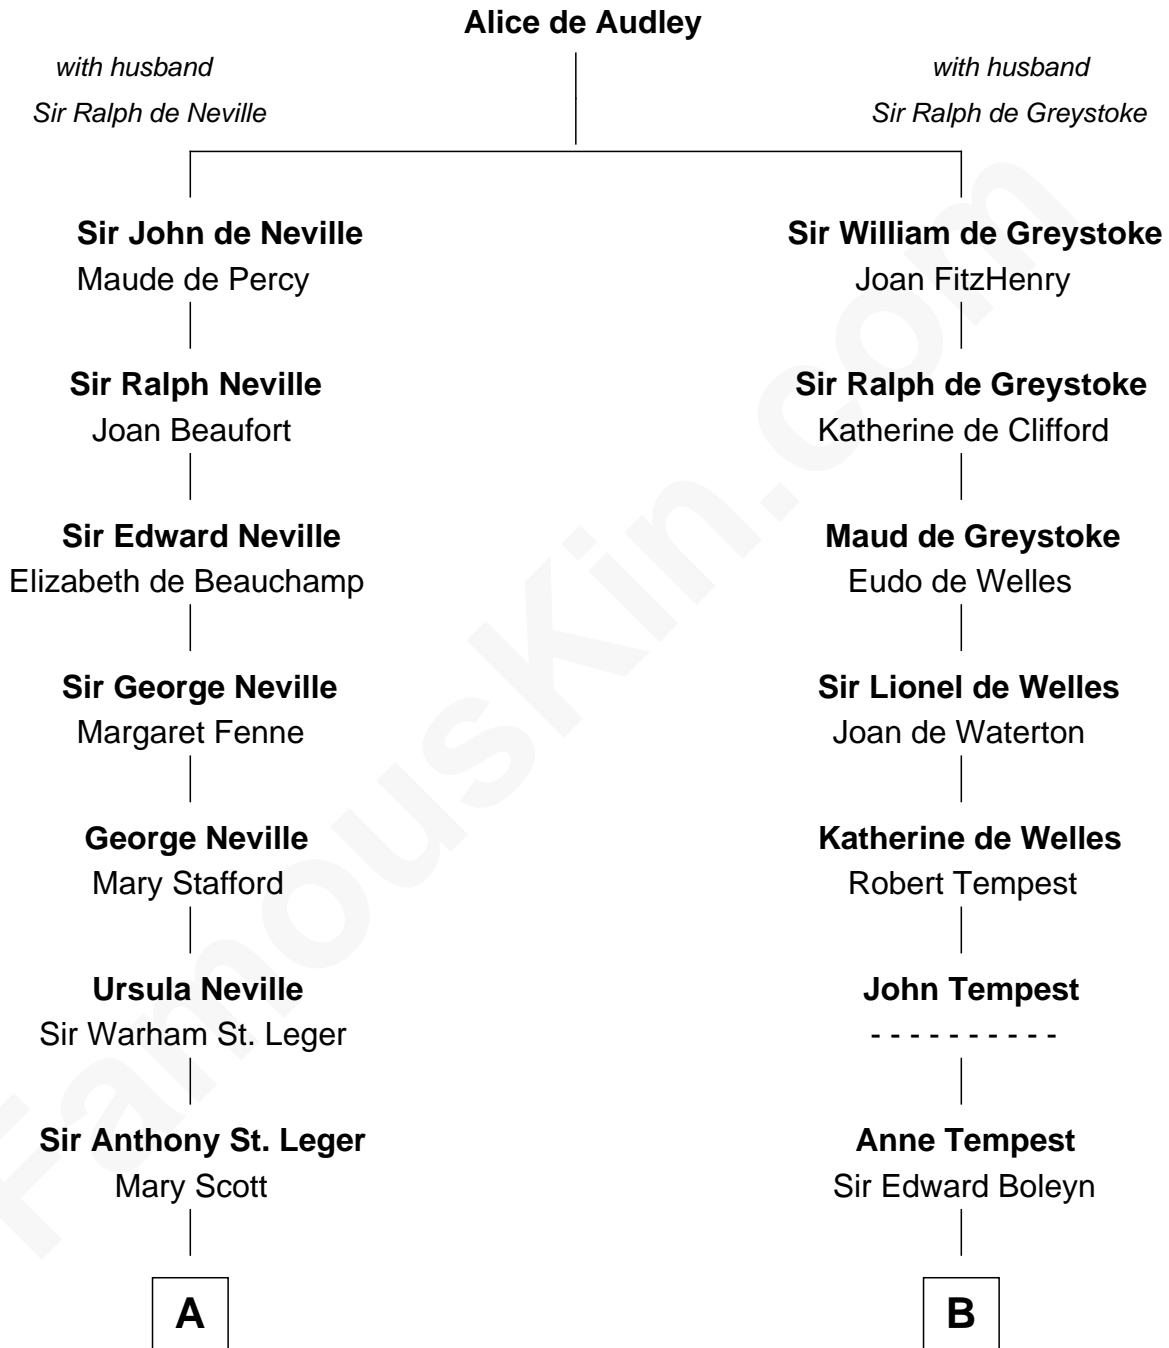 Alice de Audley
with husband
Sir Ralph de Neville
with husband
Sir Ralph de Greystoke
Sir John de Neville
Maude de Percy
Sir William de Greystoke
Joan FitzHenry
Sir Ralph Neville
Joan Beaufort
Sir Ralph de Greystoke
Katherine de Clifford
Sir Edward Neville
Elizabeth de Beauchamp
Maud de Greystoke
Eudo de Welles
Sir George Neville
Margaret Fenne
Sir Lionel de Welles
Joan de Waterton
George Neville
Mary Stafford
Katherine de Welles
Robert Tempest
Ursula Neville
Sir Warham St. Leger
John Tempest
- - - - - - - - - -
Sir Anthony St. Leger
Mary Scott
Anne Tempest
Sir Edward Boleyn
A
B
FamousKin.com